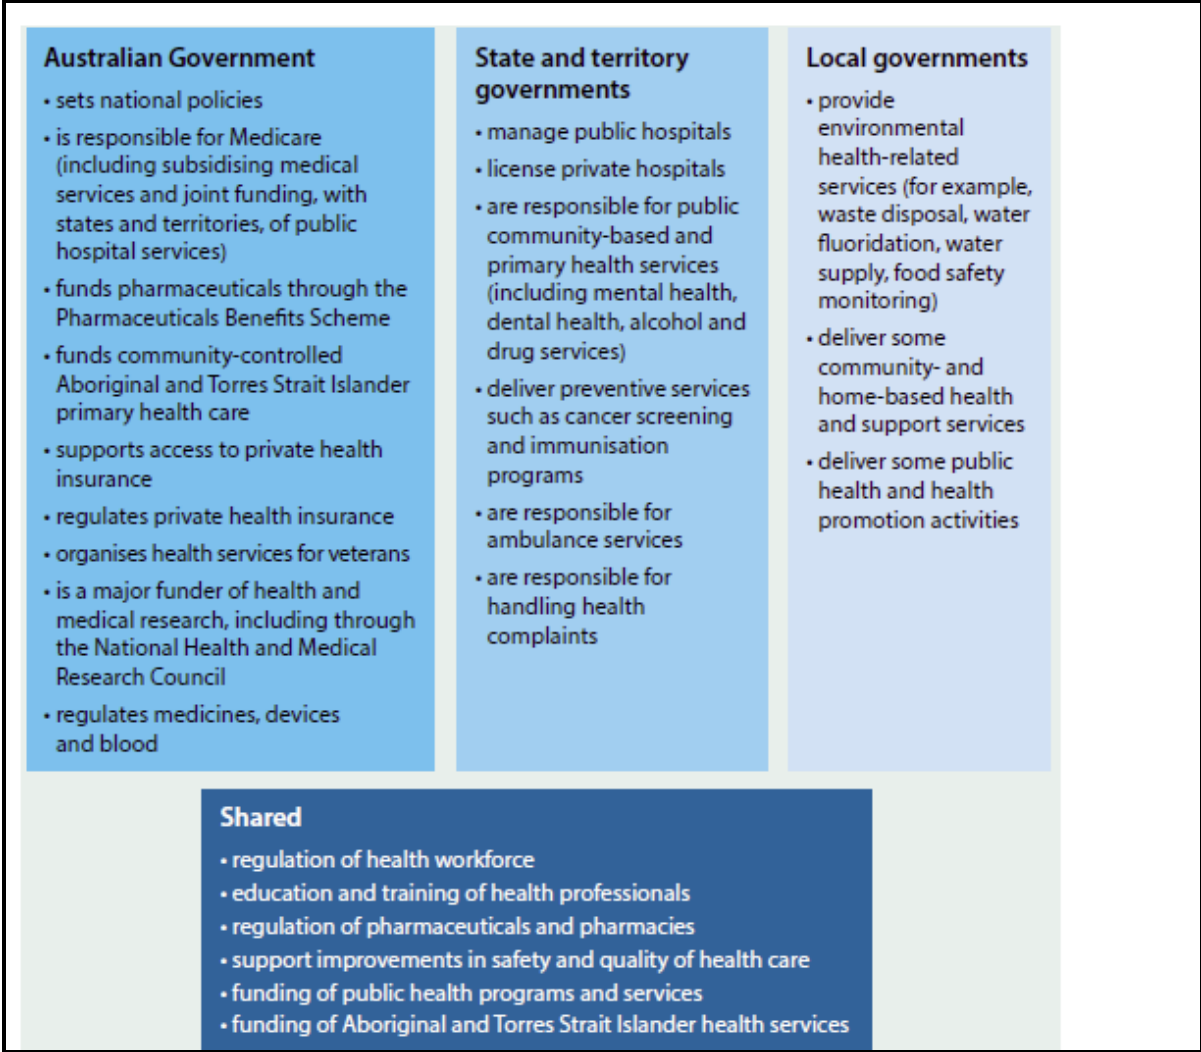 Australian Government
• sets national policies
• is responsible for Medicare
(including subsidising medical
services and joint funding, with
states and territories, of public
hospital services)
• funds pharmaceuticals through the
Pharmaceuticals Benefits Scheme
• funds community-controlled
Aboriginal and Torres Strait Islander
primary health care
• supports access to private health
insurance
• regulates private health insurance
• organises health services for veterans
• is a major funder of health and
medical research, including through
the National Health and Medical
Research Council
• regulates medicines, devices
and blood
State and territory
governments
• manage public hospitals
• license private hospitals
• are responsible for public
community-based and
primary health services
(including mental health,
dental health, alcohol and
drug services)
• deliver preventive services
such as cancer screening
and immunisation
programs
• are responsible for
ambulance services
• are responsible for
handling health
complaints
Local governments
• provide
environmental
health-related
services (for example,
waste disposal, water
fluoridation, water
supply, food safety
monitoring)
• deliver some
community- and
home-based health
and support services
• deliver some public
health and health
promotion activities
Shared
• regulation of health workforce
• education and training of health professionals
• regulation of pharmaceuticals and pharmacies
• support improvements in safety and quality of health care
• funding of public health programs and services
• funding of Aboriginal and Torres Strait Islander health services